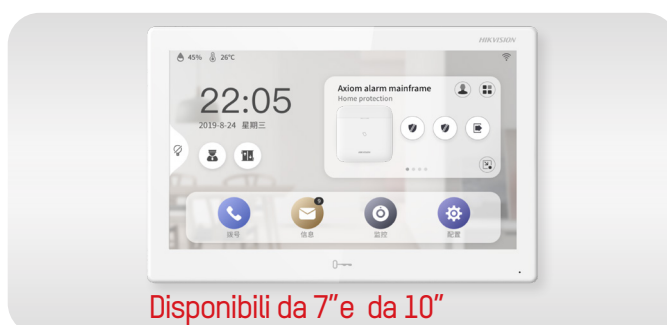 HIKVISION
45% 26°C
22:05
2019-8-24 星期三
Axiom alarm mainframe
Home protection
9
拨号
信息
监控
配置
Disponibili da 7"e da 10"